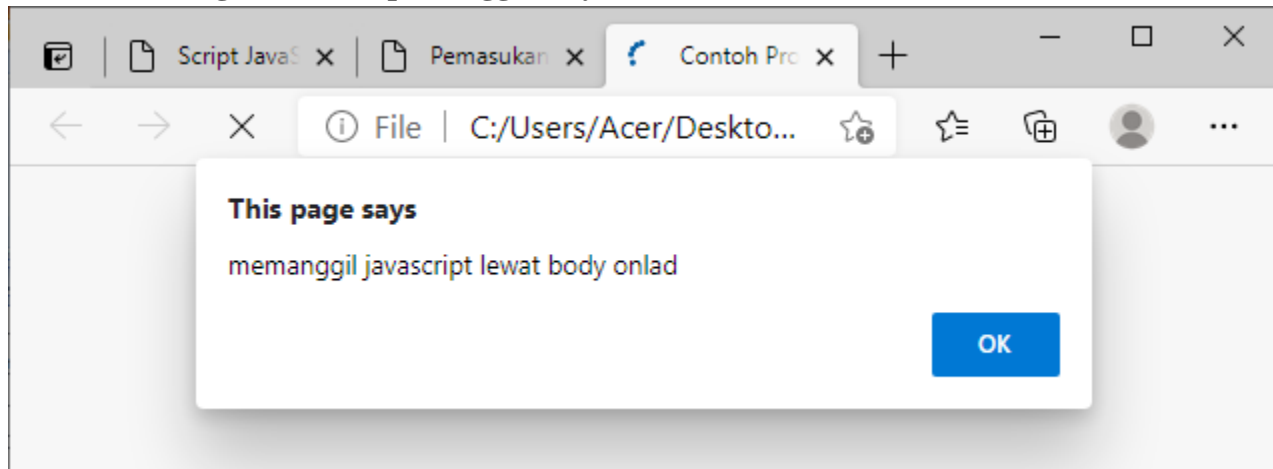 Script JavaS
Pemasukan
Contoh Pro
File | C:/Users/Acer/Deskto...
This page says
memanggil javascript lewat body onlad
OK